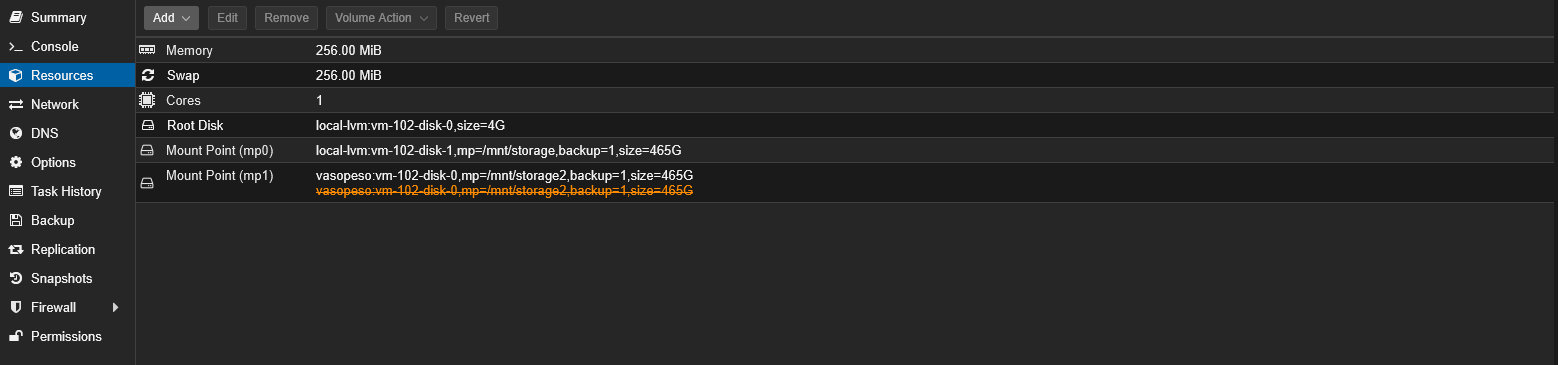 Summary
Console
Resources
Network
DNS
Options
Task History
Backup
Replication
Snapshots
Firewall
Permissions
Add Edit Remove Volume Action Revert
Memory 256.00 MiB
Swap 256.00 MiB
Cores 1
Root Disk local-lvm:vm-102-disk-0,size=4G
Mount Point (mp0) local-lvm:vm-102-disk-1,mp=/mnt/storage,backup=1,size=465G
Mount Point (mp1) vasopeso:vm-102-disk-0,mp=/mnt/storage2,backup=1,size=465G
vasopeso:vm-102-disk-0,mp=/mnt/storage2,backup=1,size=465G